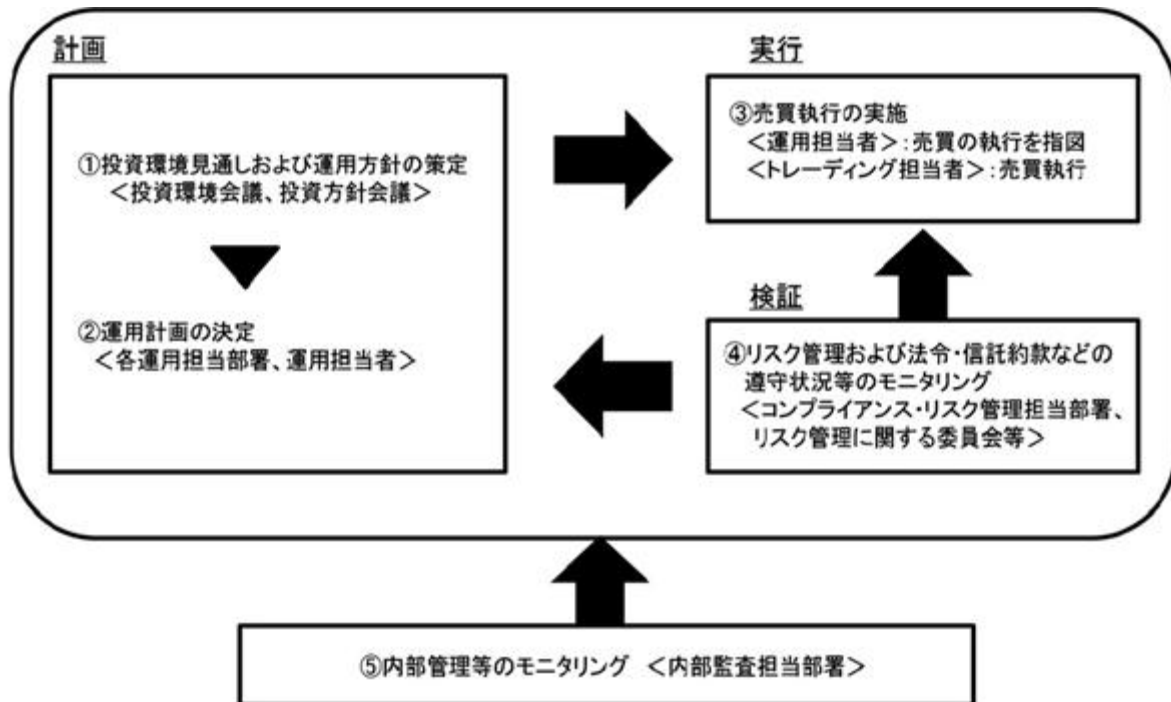 計画
①投資環境見通しおよび運用方針の策定
＜投資環境会議、投資方針会議＞
②運用計画の決定
＜各運用担当部署、運用担当者＞
実行
③売買執行の実施
＜運用担当者＞：売買の執行を指図
＜トレーディング担当者＞：売買執行
検証
④リスク管理および法令・信託約款などの
遵守状況等のモニタリング
＜コンプライアンス・リスク管理担当部署、
リスク管理に関する委員会等＞
⑤内部管理等のモニタリング ＜内部監査担当部署＞